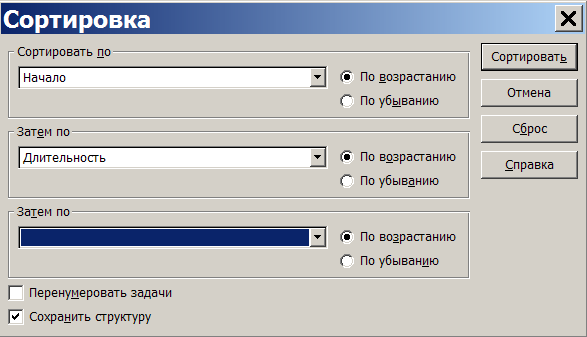 Сортировка
Сортировать по
Начало
По возрастанию
По убыванию
Затем по
Длительность
По возрастанию
По убыванию
Затем по
По возрастанию
По убыванию
Перенумеровать задачи
Сохранить структуру
Сортировать
Отмена
Сброс
Справка